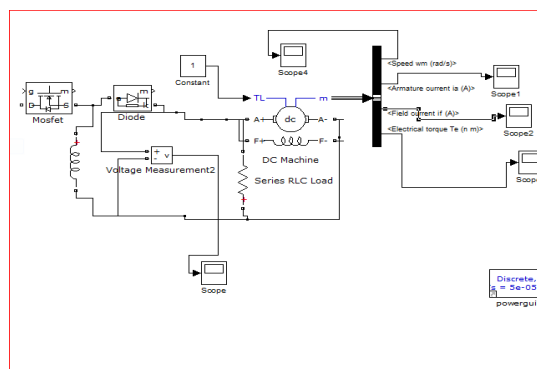 <Speed wm (rad/s)>
1
Scope4
g
m
D
S
Mosfet
m
k
Diode
Constant
TL
m
<Armature current ia (A)>
Scope1
dc
A+
A-
<Field current if (A)>
Scope2
F+
F-
<Electrical torque Te (n m)>
+
-
v
DC Machine
Voltage Measurement2
Series RLC Load
Scope
Discrete,
s = 5e-05
powergui